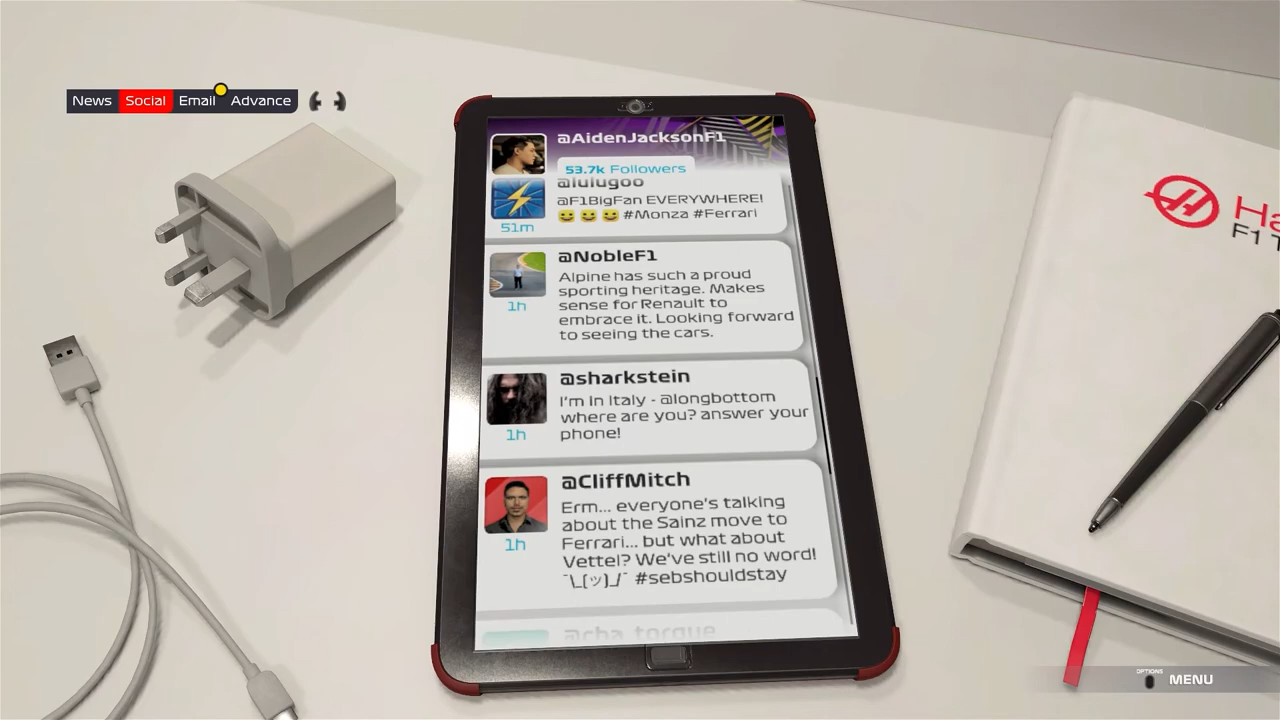 News Social Email Advance
@AidenJacksonF1
53.7k Followers
@lulugoo
@F1BigFan EVERYWHERE!
😀 😀 😀 #Monza #Ferrari
51m
@NobleF1
Alpine has such a proud
sporting heritage. Makes
sense for Renault to
embrace it. Looking forward
to seeing the cars.
1h
@sharkstein
I'm in Italy - @longbottom
where are you? answer your
phone!
1h
@CliffMitch
Erm... everyone's talking
about the Sainz move to
Ferrari... but what about
Vettel? We've still no word!
¯\_(ツ)_/¯ #sebshouldstay
1h
@cha_torque
Ha
F1 T
OPTIONS
MENU